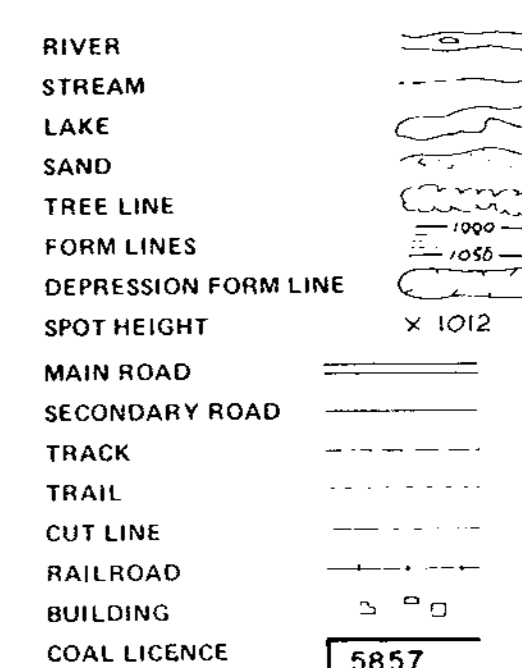 RIVER
STREAM
LAKE
SAND
TREE LINE
1000
FORM LINES
1050
DEPRESSION FORM LINE
SPOT HEIGHT × 1012
MAIN ROAD
SECONDARY ROAD
TRACK
TRAIL
CUT LINE
RAILROAD
BUILDING
COAL LICENCE 5857